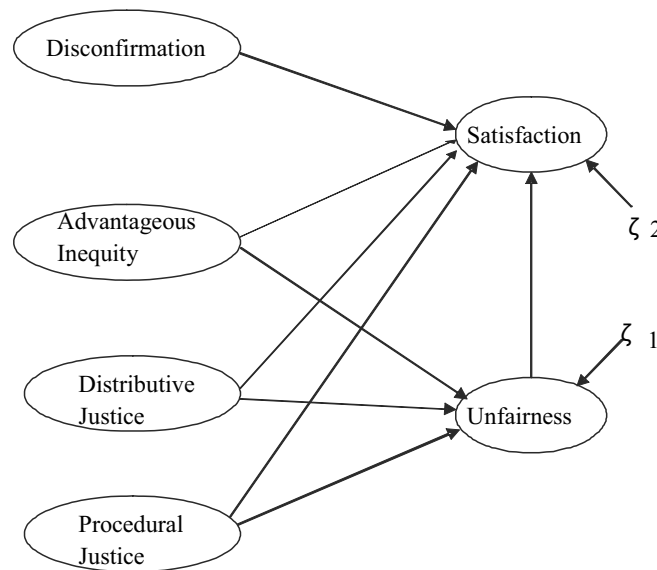 Disconfirmation
Satisfaction
Advantageous
Inequity
ζ 2
ζ 1
Distributive
Justice
Unfairness
Procedural
Justice